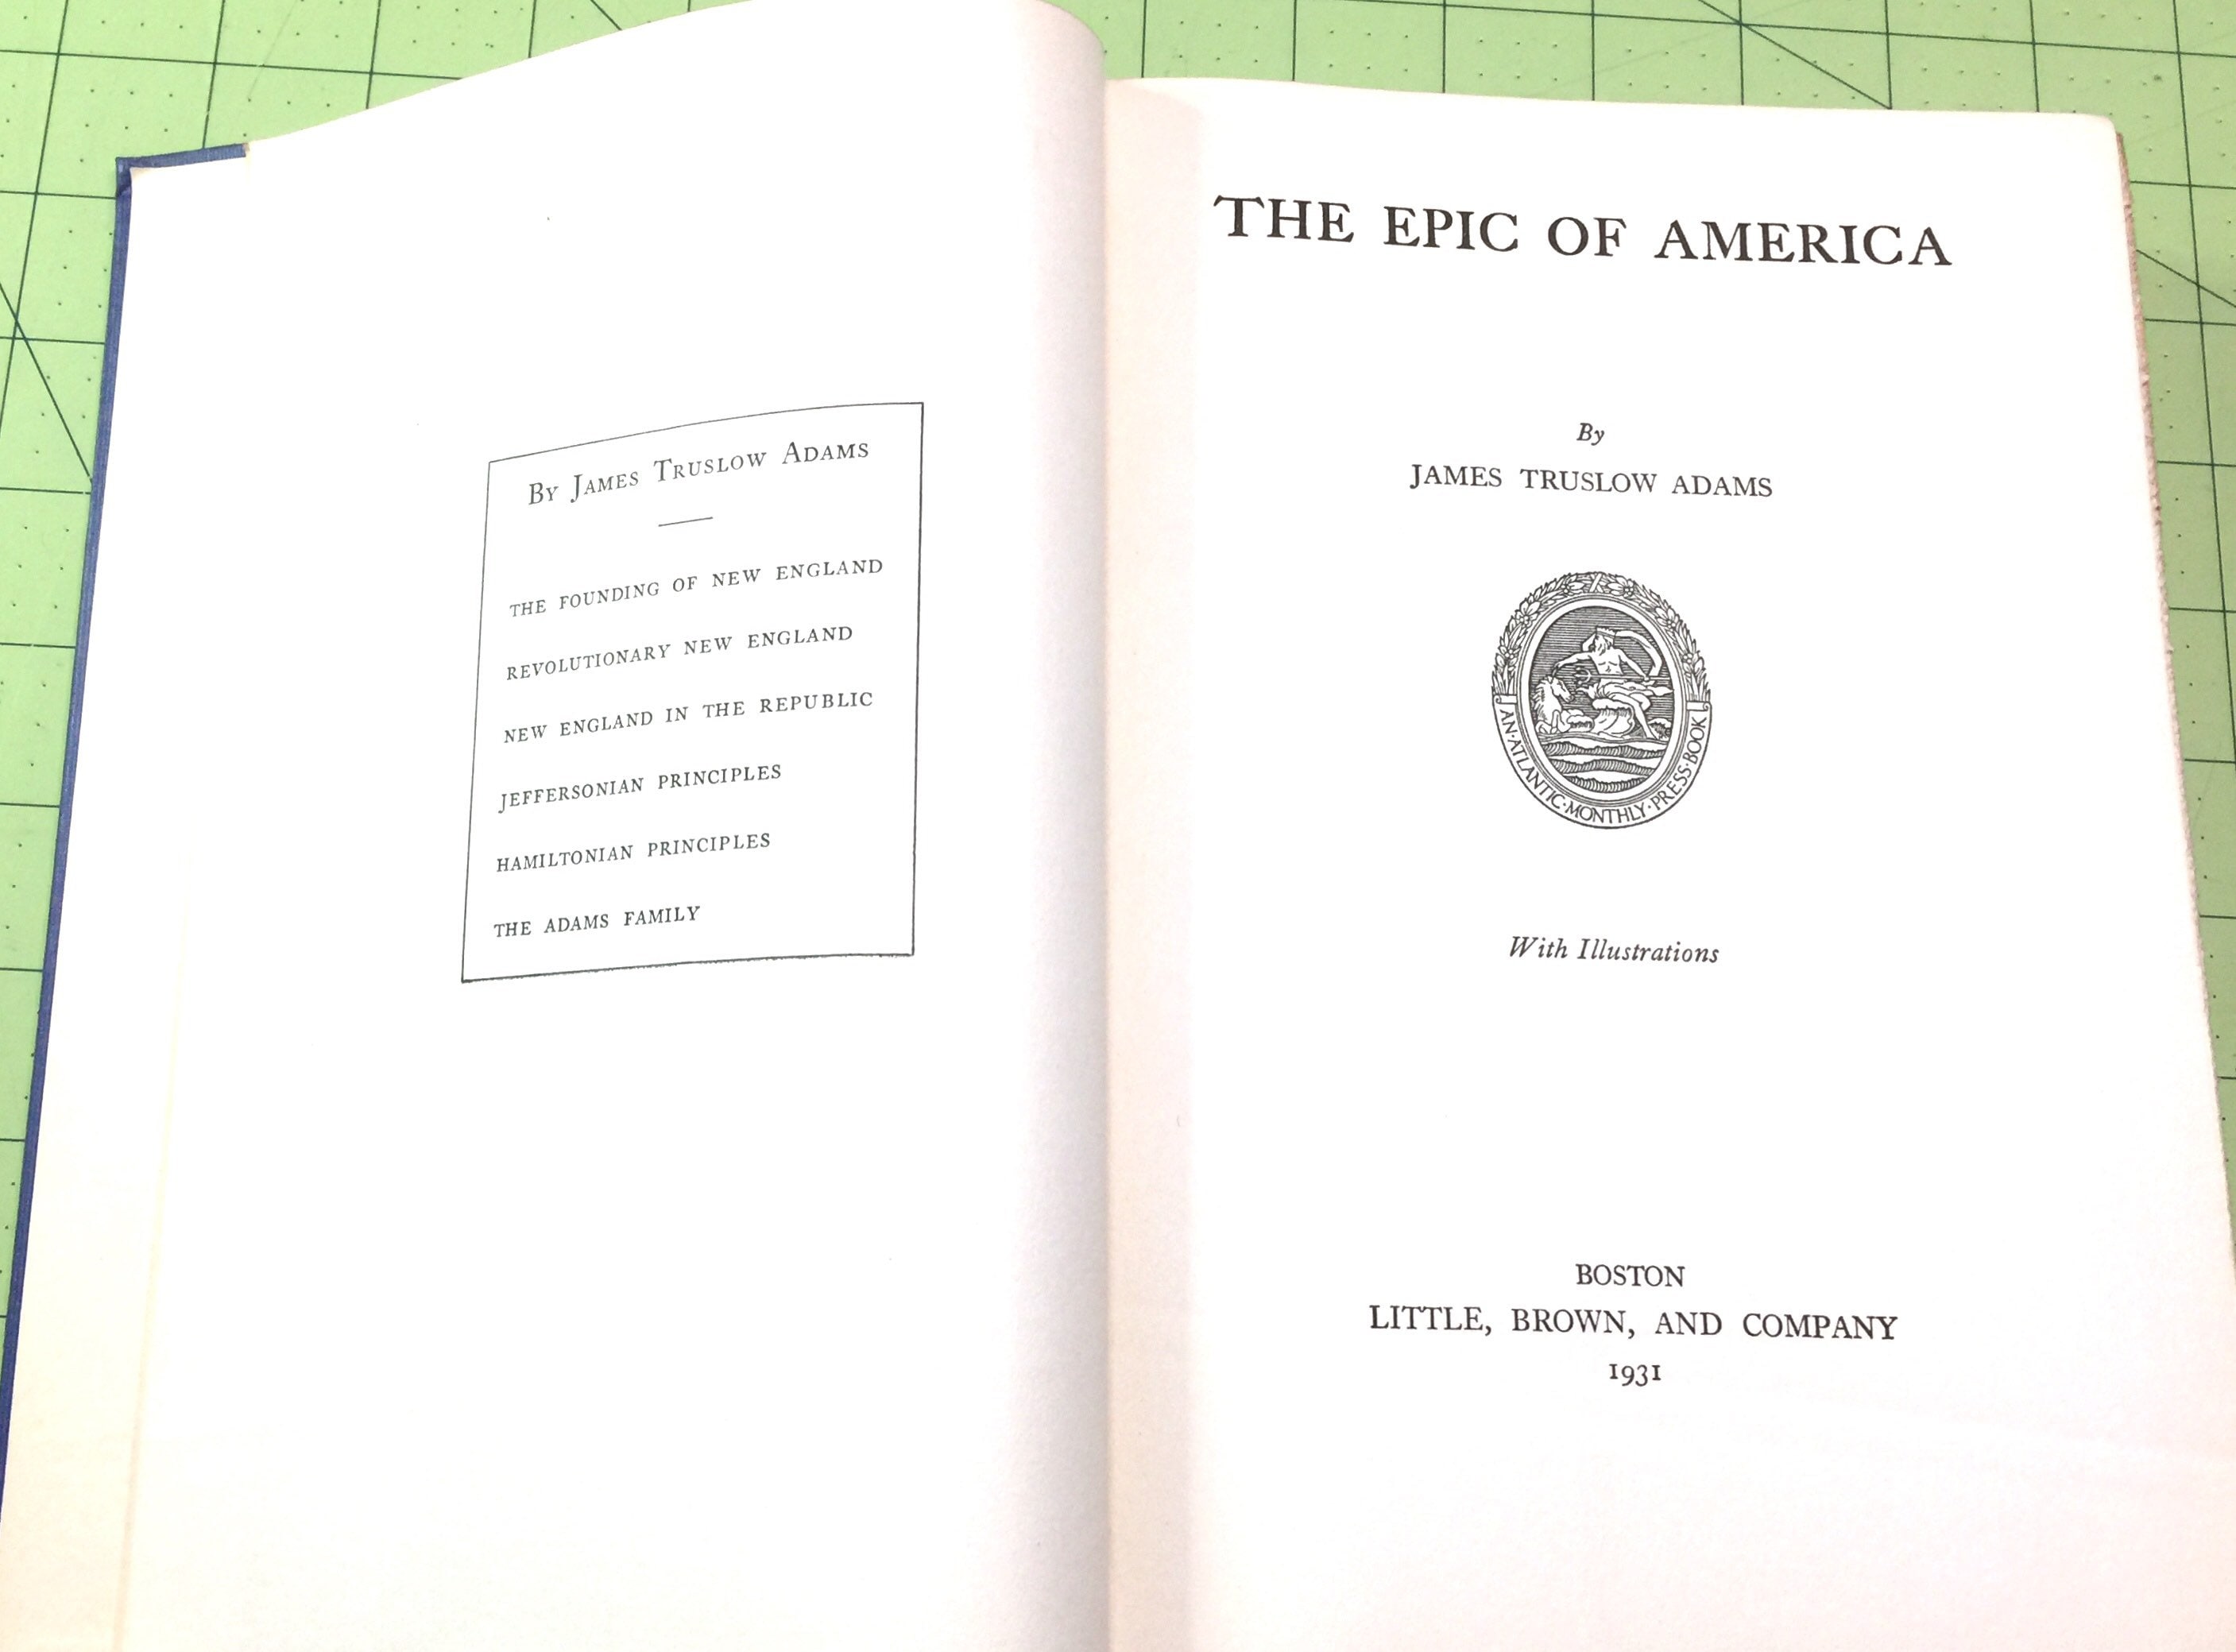 By James Truslow Adams
THE FOUNDING OF NEW ENGLAND
REVOLUTIONARY NEW ENGLAND
NEW ENGLAND IN THE REPUBLIC
JEFFERSONIAN PRINCIPLES
HAMILTONIAN PRINCIPLES
THE ADAMS FAMILY
THE EPIC OF AMERICA
By
JAMES TRUSLOW ADAMS
AN·ATLANTIC·MONTHLY·PRESS·BOOK
With Illustrations
BOSTON
LITTLE, BROWN, AND COMPANY
1931